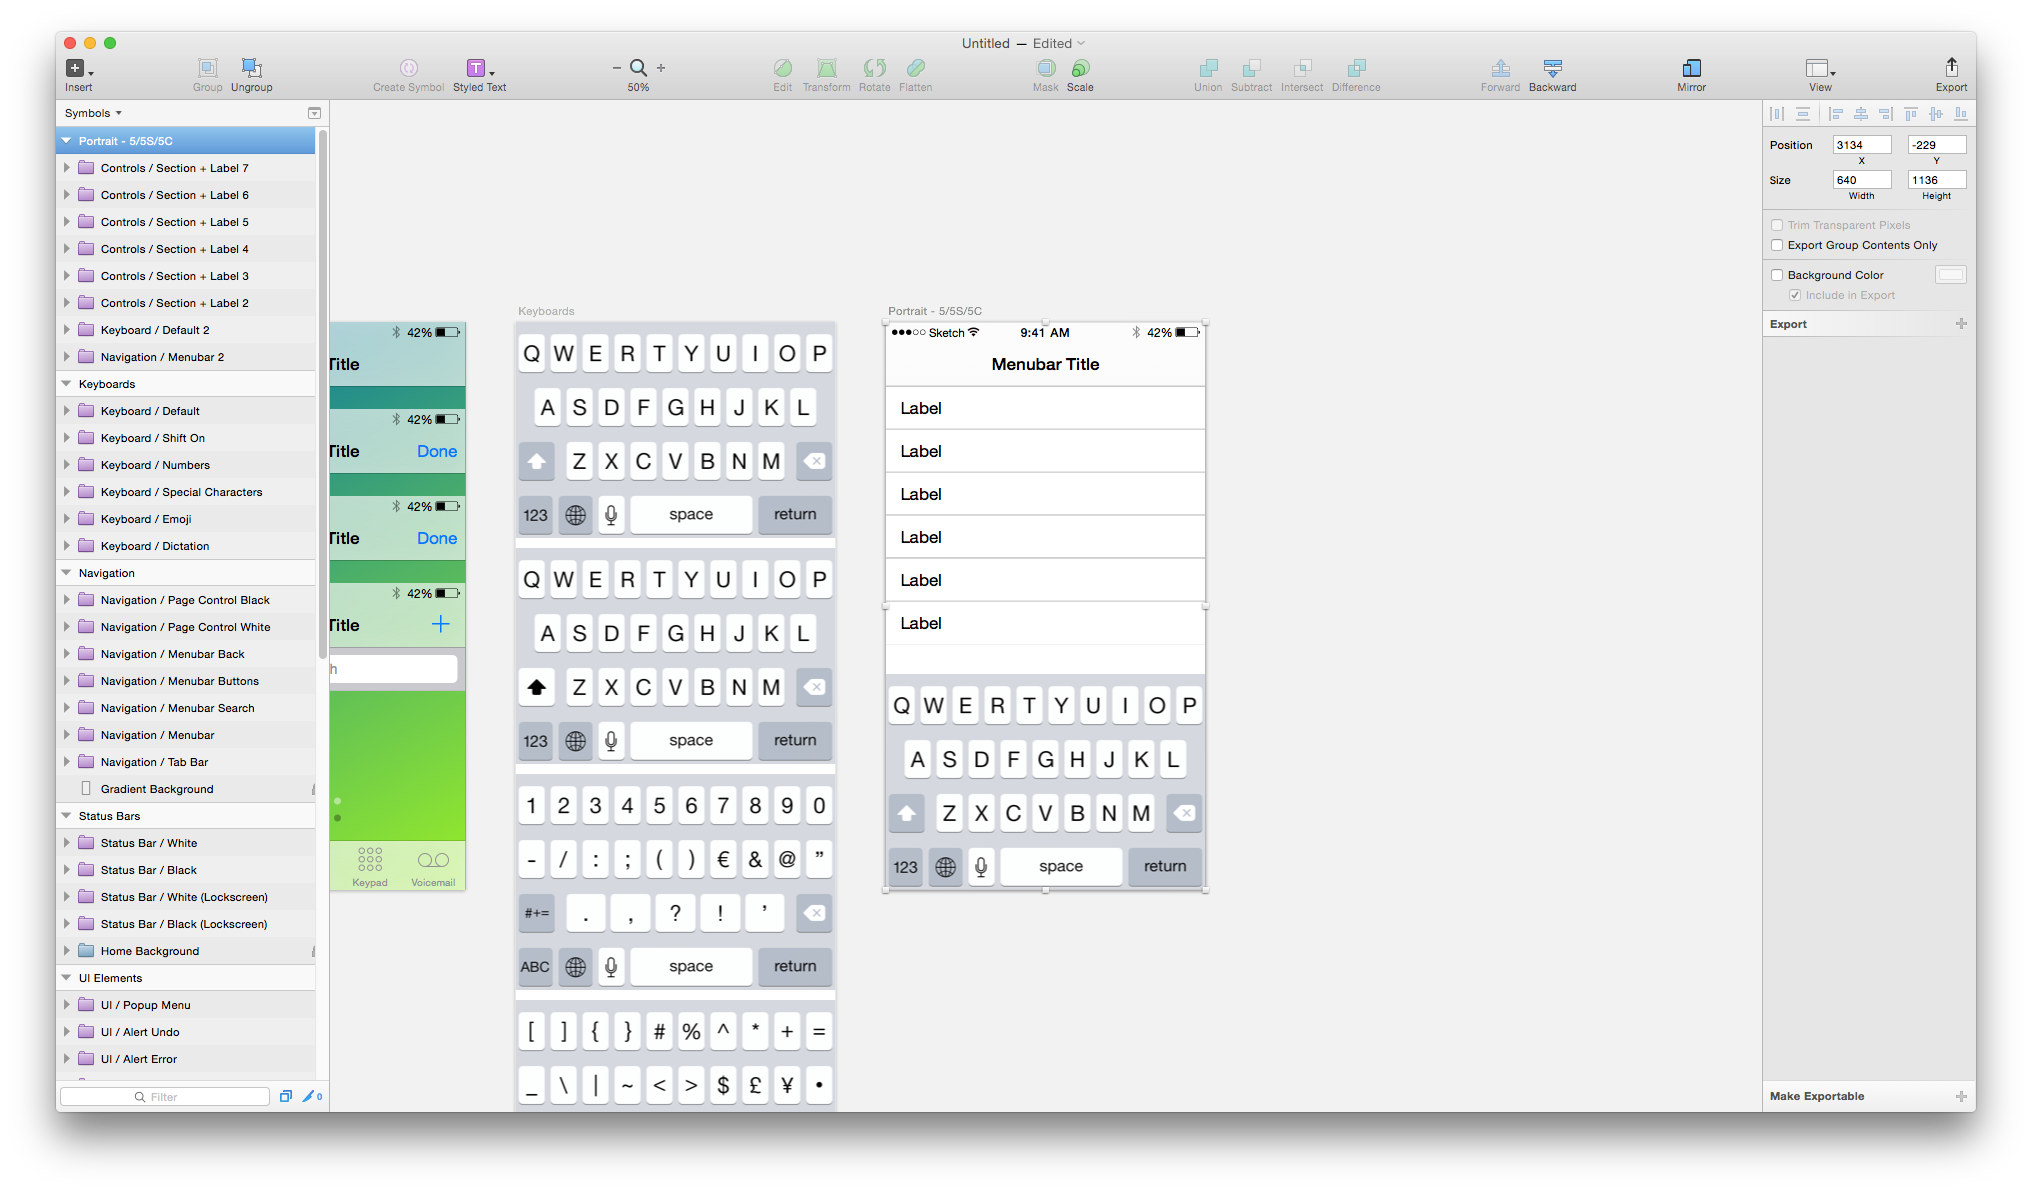 Untitled — Edited
Insert
Group
Ungroup
Create Symbol
Styled Text
50%
Edit
Transform
Rotate
Flatten
Mask
Scale
Union
Subtract
Intersect
Difference
Forward
Backward
Mirror
View
Export
Symbols
Portrait - 5/5S/5C
Controls / Section + Label 7
Controls / Section + Label 6
Controls / Section + Label 5
Controls / Section + Label 4
Controls / Section + Label 3
Controls / Section + Label 2
Keyboard / Default 2
Navigation / Menubar 2
Keyboards
Keyboard / Default
Keyboard / Shift On
Keyboard / Numbers
Keyboard / Special Characters
Keyboard / Emoji
Keyboard / Dictation
Navigation
Navigation / Page Control Black
Navigation / Page Control White
Navigation / Menubar Back
Navigation / Menubar Buttons
Navigation / Menubar Search
Navigation / Menubar
Navigation / Tab Bar
Gradient Background
Status Bars
Status Bar / White
Status Bar / Black
Status Bar / White (Lockscreen)
Status Bar / Black (Lockscreen)
Home Background
UI Elements
UI / Popup Menu
UI / Alert Undo
UI / Alert Error
Filter
0
42%
Title
42%
Title Done
42%
Title Done
42%
Title +
h
Keypad Voicemail
Keyboards
Q W E R T Y U I O P
A S D F G H J K L
Z X C V B N M
123 space return
Q W E R T Y U I O P
A S D F G H J K L
Z X C V B N M
123 space return
1 2 3 4 5 6 7 8 9 0
- / : ; ( ) € & @ ”
#+= . , ? ! ’
ABC space return
[ ] { } # % ^ * + =
_ \ | ~ < > $ £ ¥ •
Portrait - 5/5S/5C
Sketch 9:41 AM 42%
Menubar Title
Label
Label
Label
Label
Label
Label
Q W E R T Y U I O P
A S D F G H J K L
Z X C V B N M
123 space return
Position 3134 -229
X Y
Size 640 1136
Width Height
Trim Transparent Pixels
Export Group Contents Only
Background Color
Include in Export
Export
Make Exportable